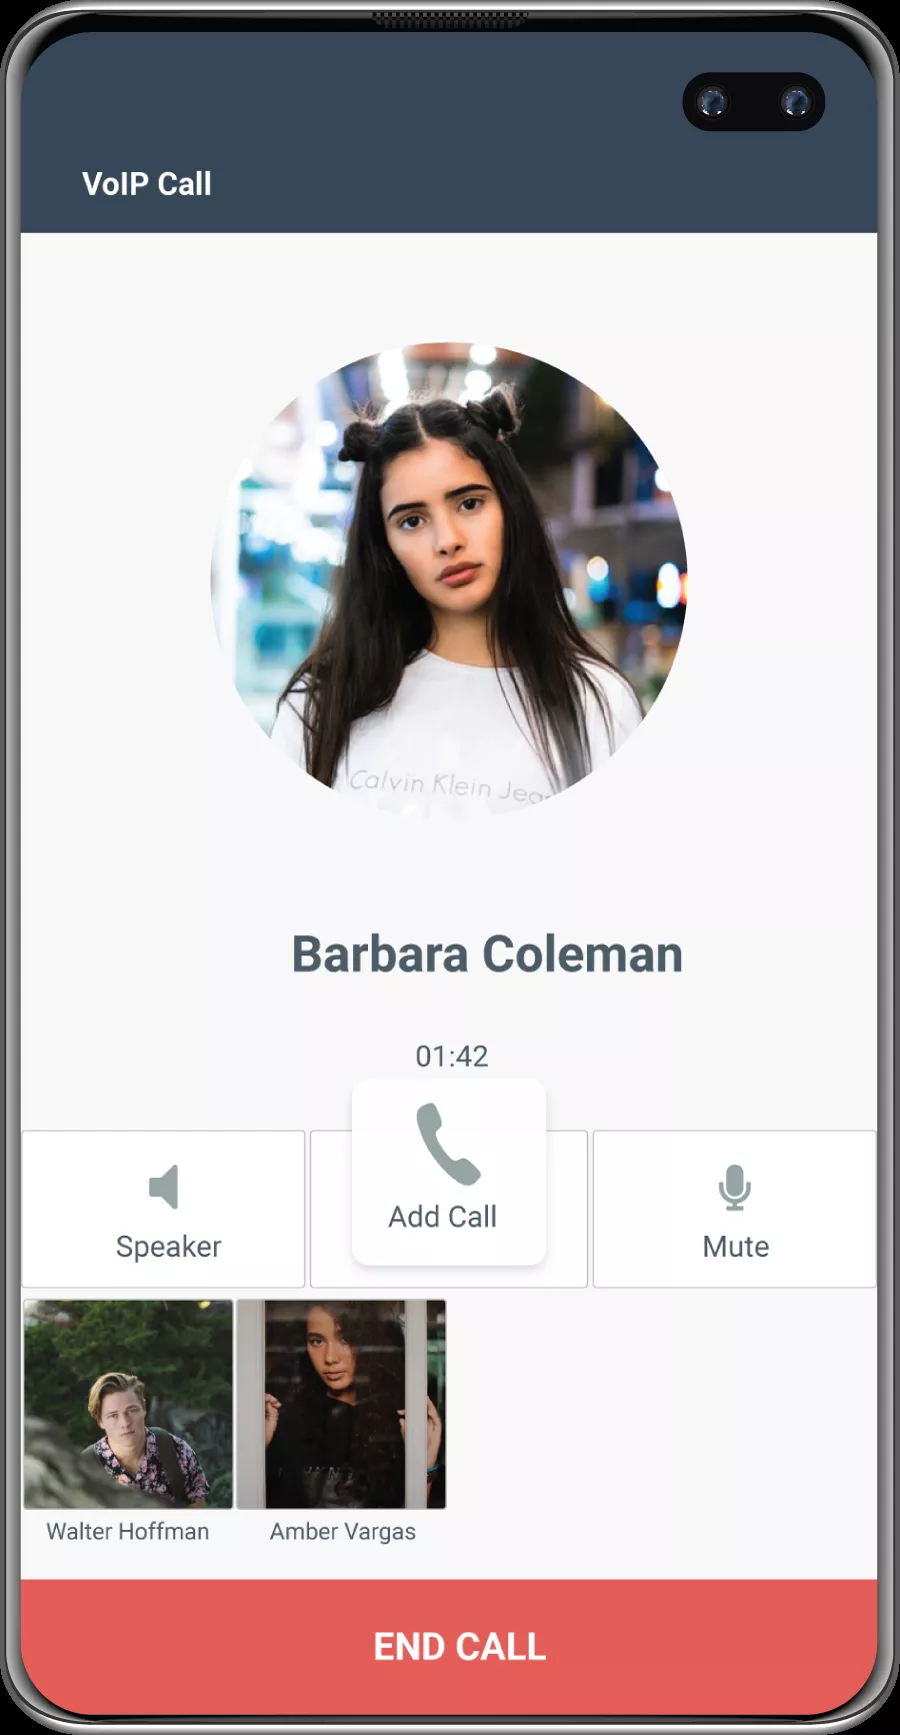 VoIP Call
Calvin Klein Jea
Barbara Coleman
01:42
Speaker
Add Call
Mute
Walter Hoffman
Amber Vargas
END CALL